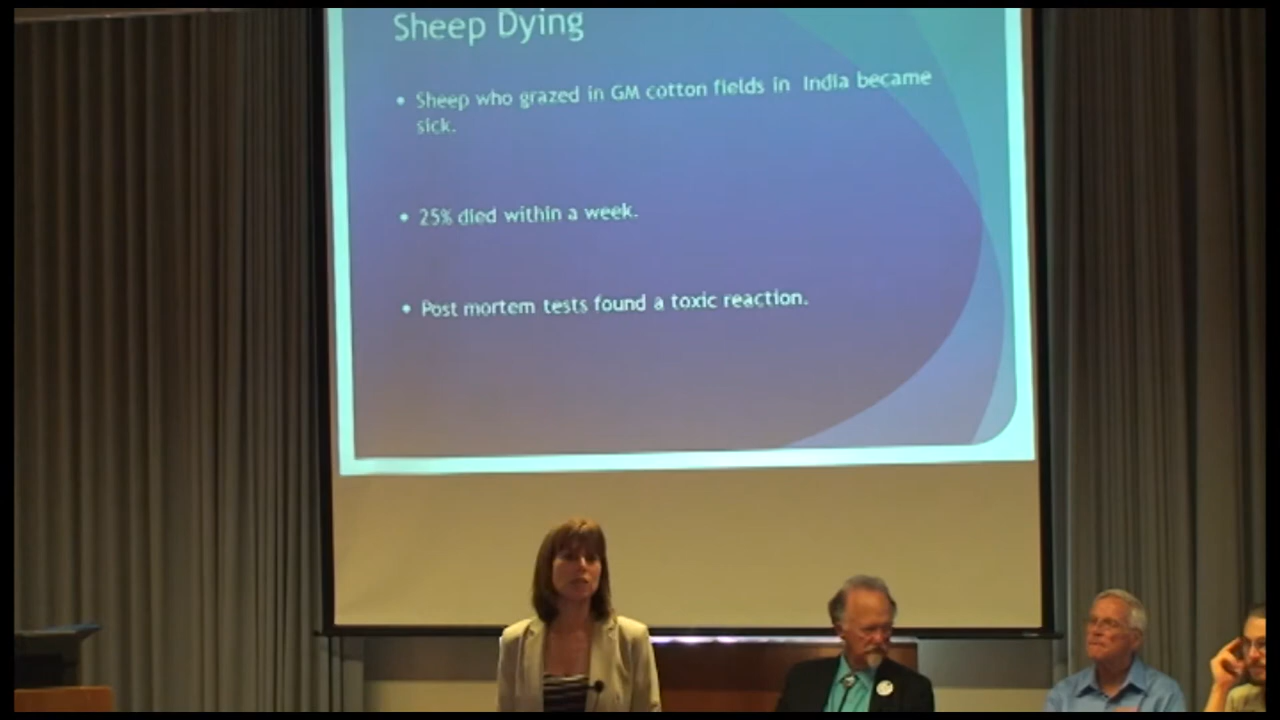 Sheep Dying
• Sheep who grazed in GM cotton fields in India became
sick.
• 25% died within a week.
• Post mortem tests found a toxic reaction.